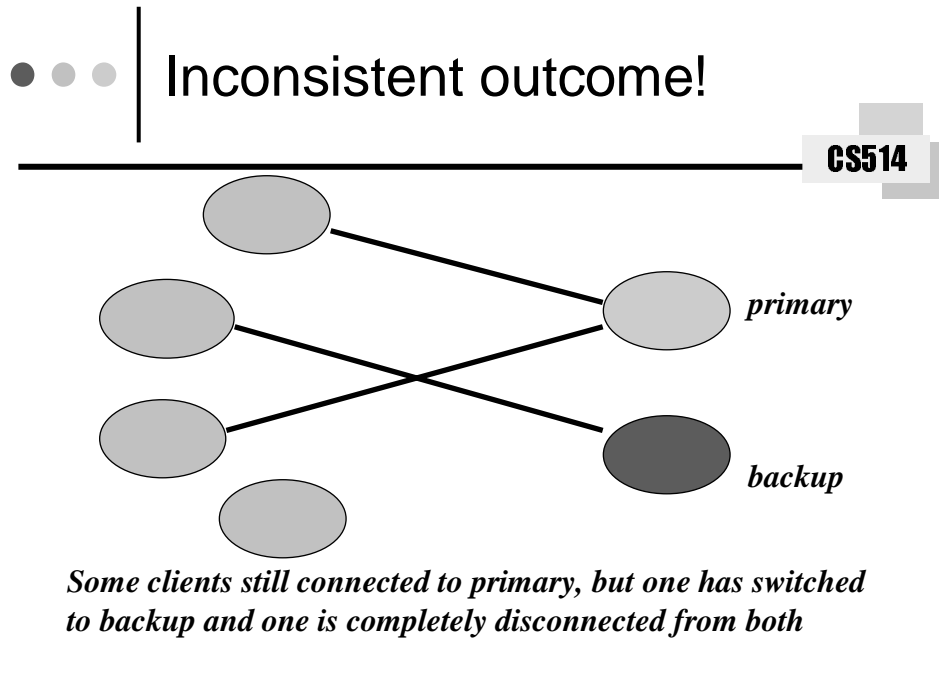 Inconsistent outcome!
CS514
primary
backup
Some clients still connected to primary, but one has switched
to backup and one is completely disconnected from both